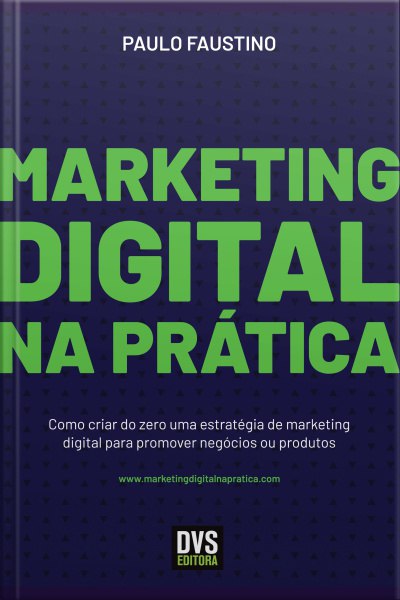 PAULO FAUSTINO
MARKETING
DIGITAL
NA PRÁTICA
Como criar do zero uma estratégia de marketing
digital para promover negócios ou produtos
www.marketingdigitalnapratica.com
DVS
EDITORA